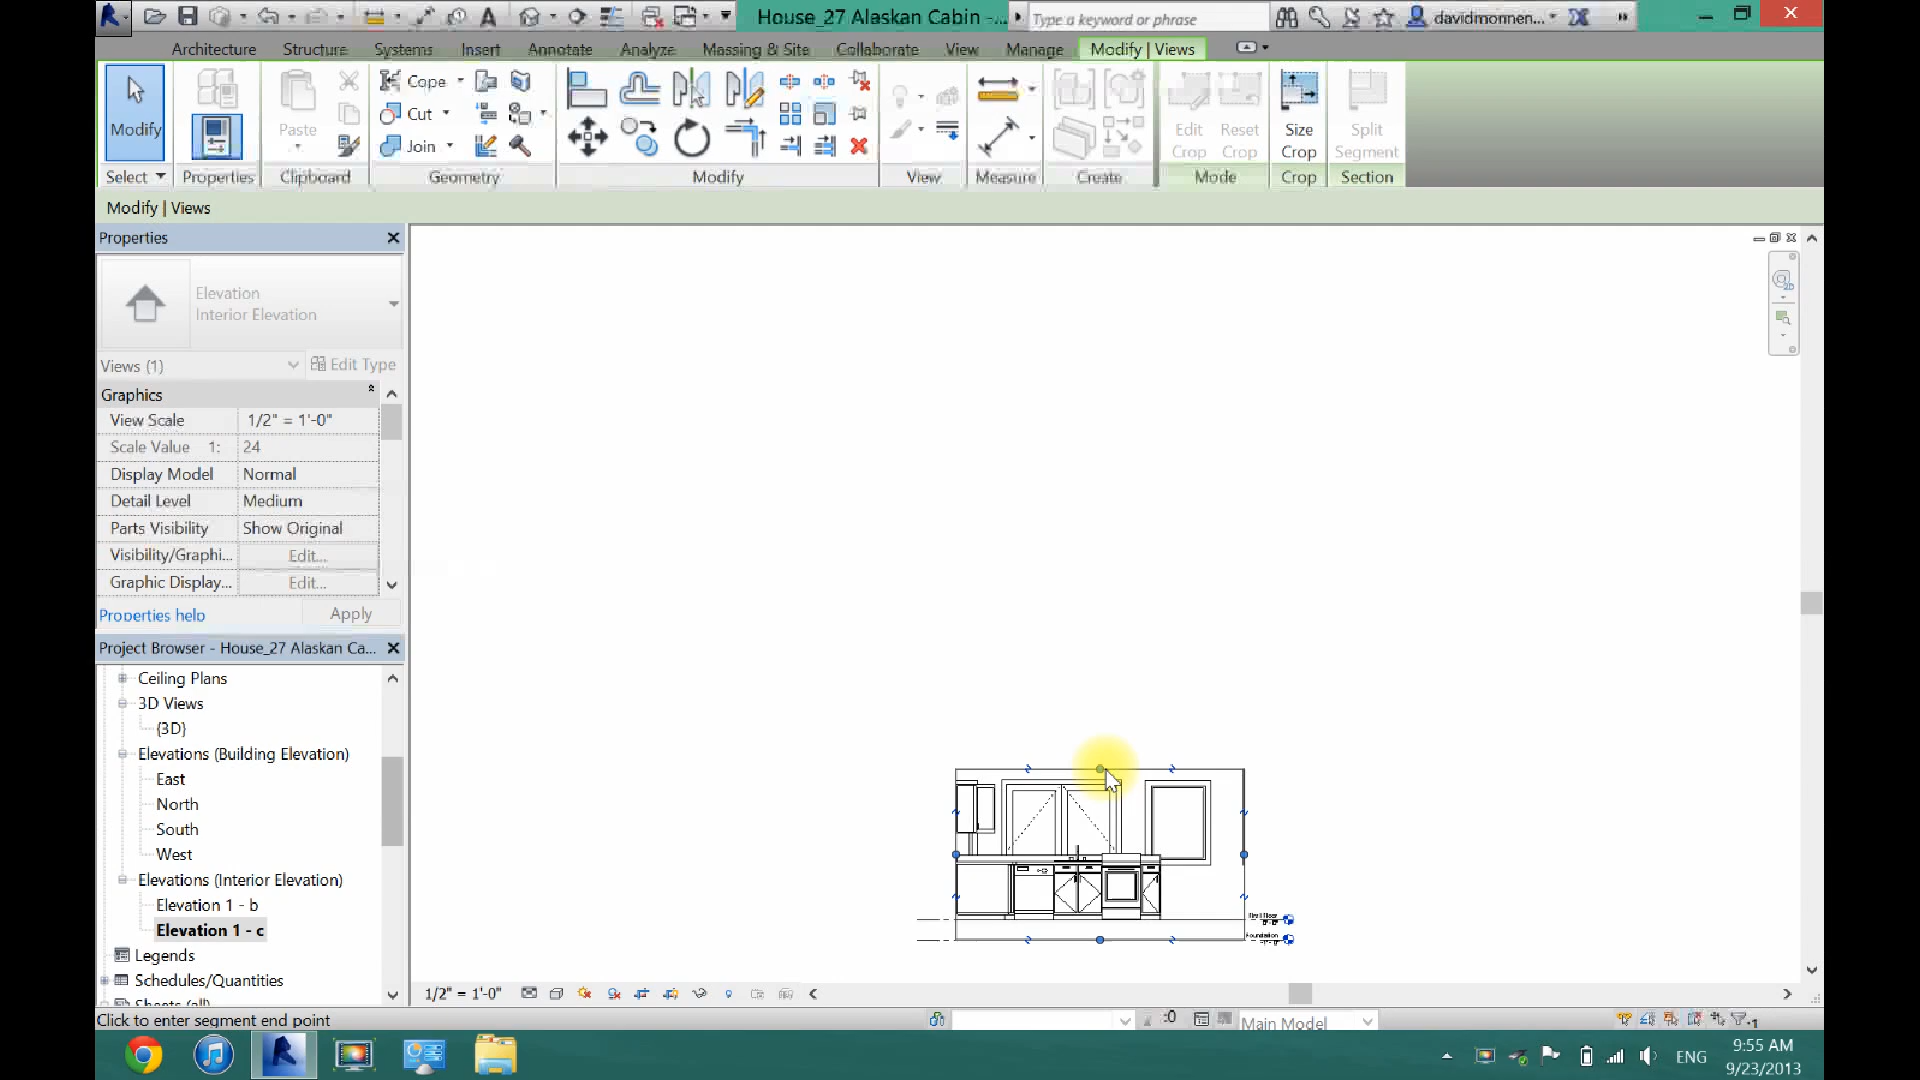 House_27 Alaskan Cabin -...
Type a keyword or phrase
davidmonnen...
Architecture Structure Systems Insert Annotate Analyze Massing & Site Collaborate View Manage Modify | Views
Modify
Cope
Cut
Join
Paste
Edit Crop
Reset Crop
Size Crop
Split Segment
Select Properties Clipboard Geometry Modify View Measure Create Mode Crop Section
Modify | Views
Properties
Elevation
Interior Elevation
Views (1) Edit Type
Graphics
View Scale 1/2" = 1'-0"
Scale Value 1: 24
Display Model Normal
Detail Level Medium
Parts Visibility Show Original
Visibility/Graphi... Edit...
Graphic Display... Edit...
Properties help Apply
Project Browser - House_27 Alaskan Ca...
Ceiling Plans
3D Views
{3D}
Elevations (Building Elevation)
East
North
South
West
Elevations (Interior Elevation)
Elevation 1 - b
Elevation 1 - c
Legends
Schedules/Quantities
Sheets (all)
First Floor
Foundation
1/2" = 1'-0"
Click to enter segment end point
:0
Main Model
ENG
9:55 AM
9/23/2013